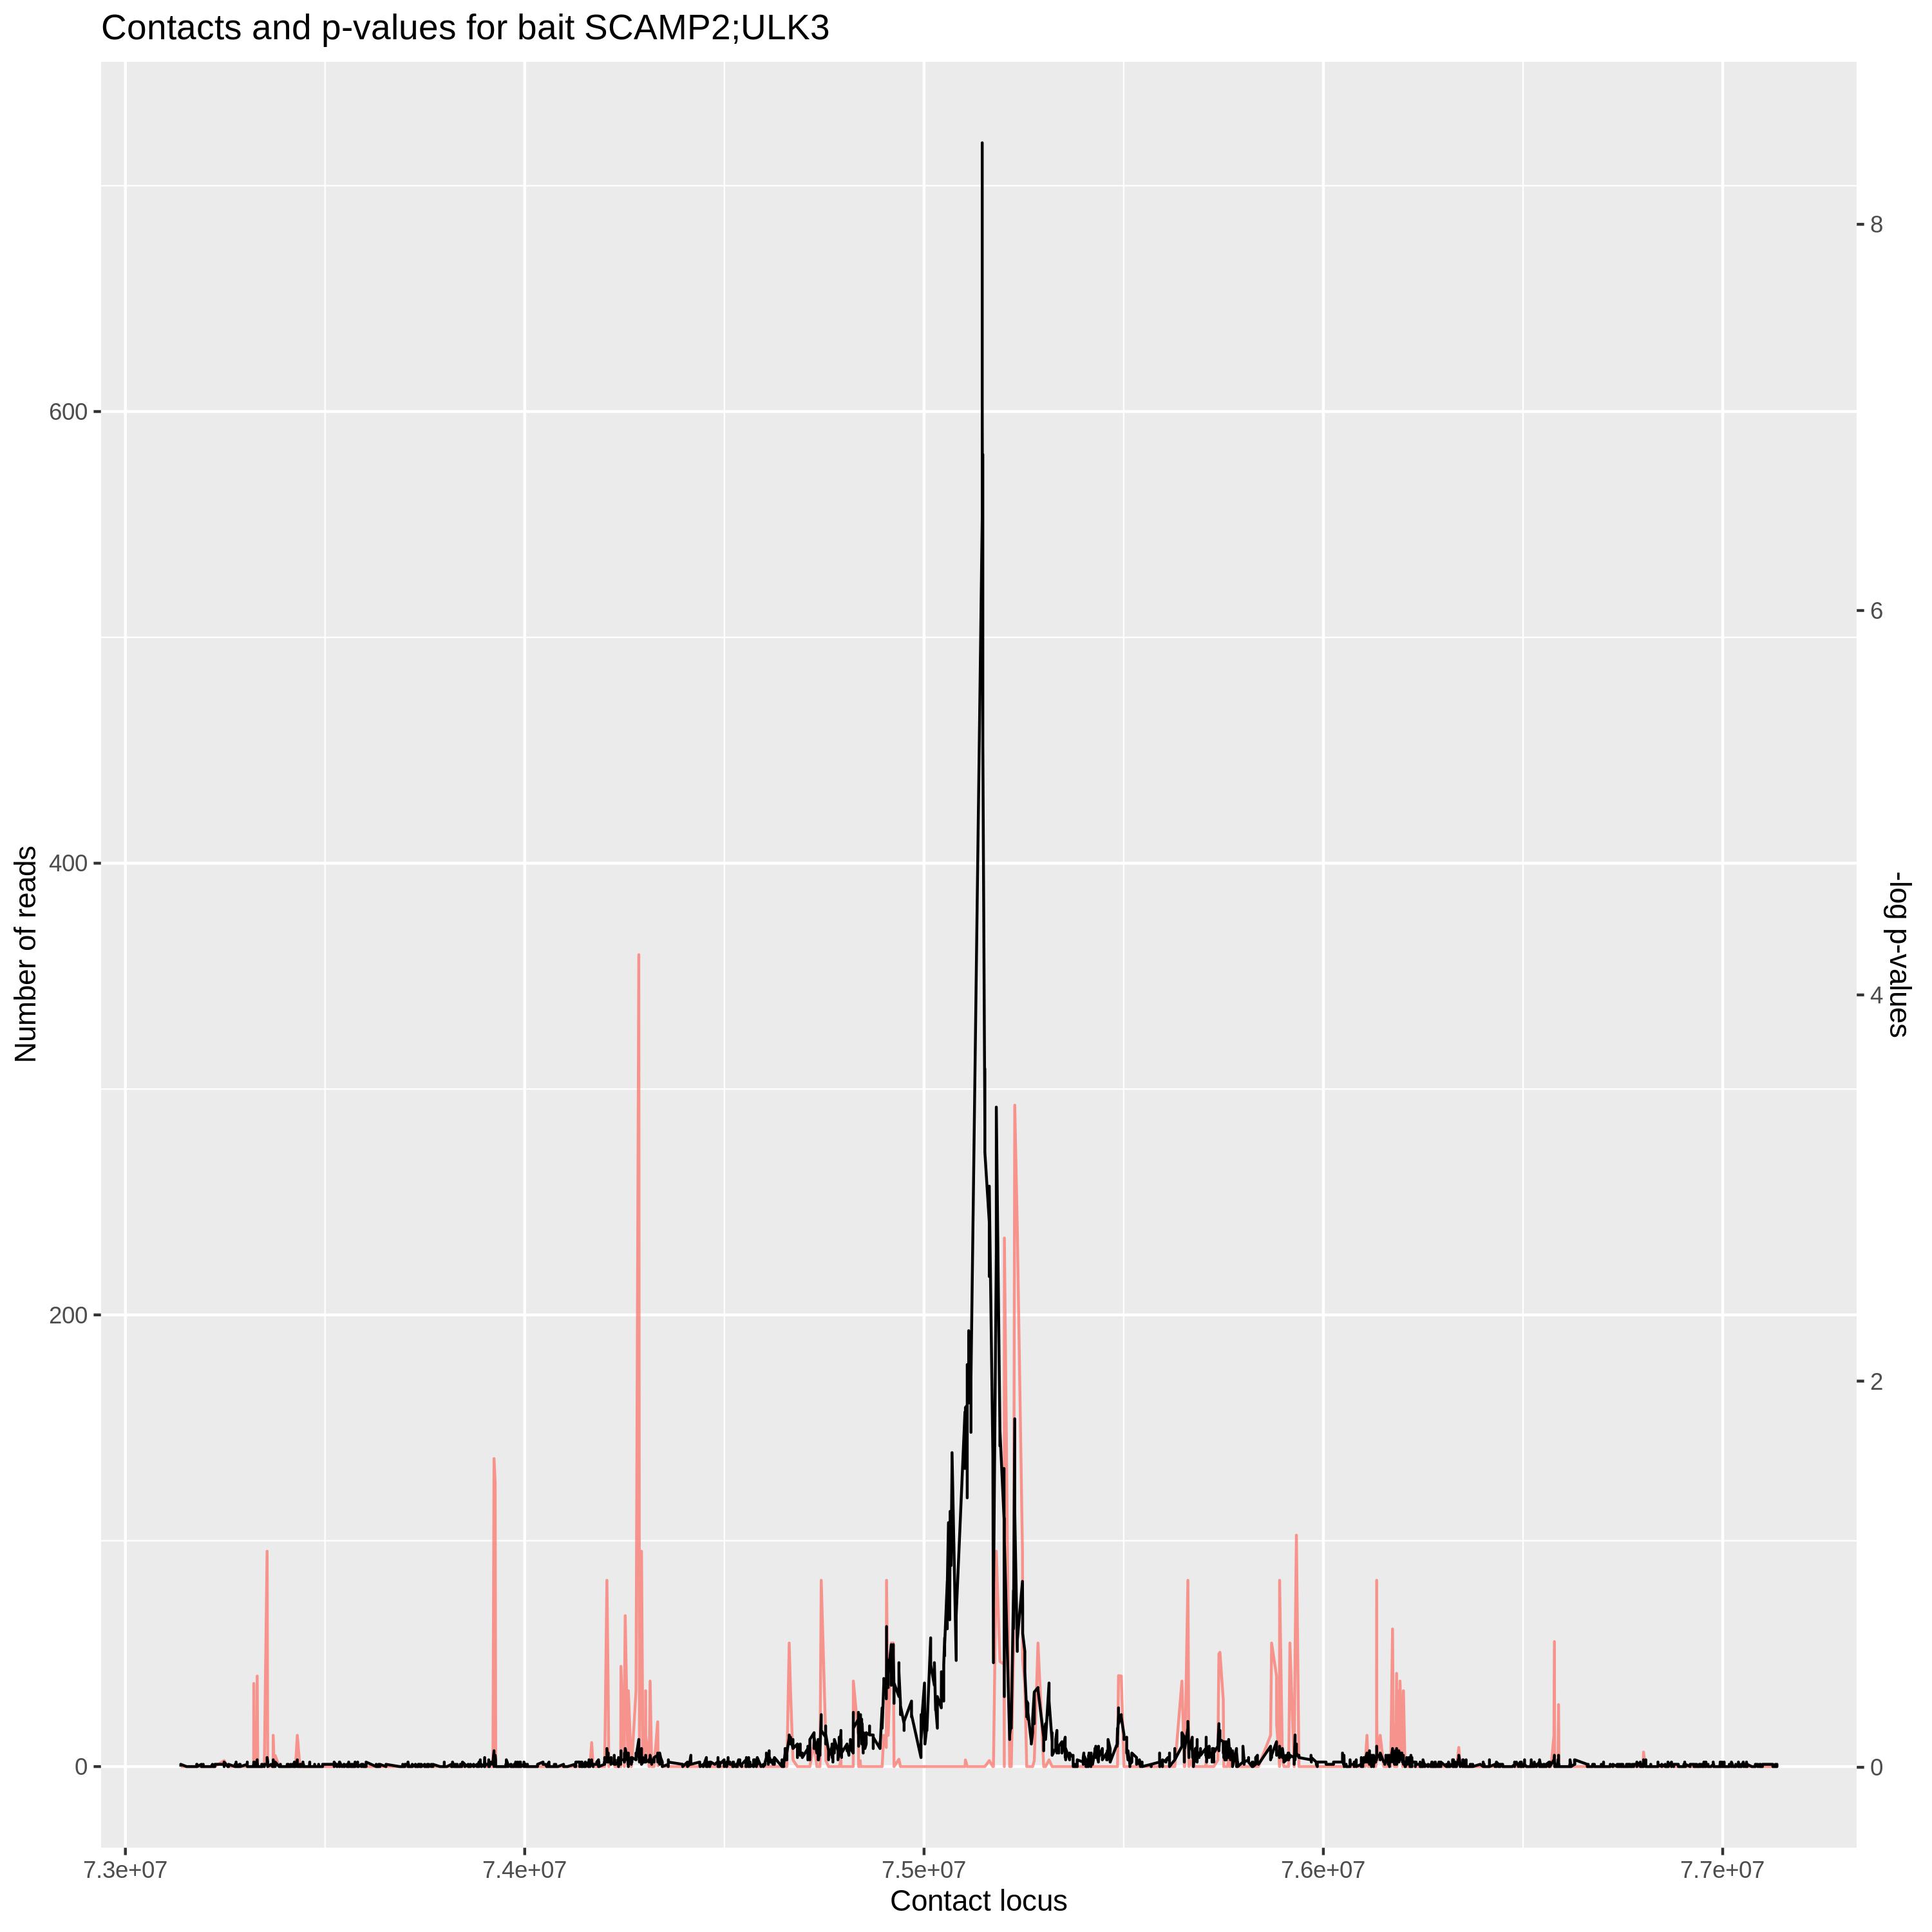 Contacts and p-values for bait SCAMP2;ULK3
Number of reads
600
400
200
0
8
6
4
2
0
-log p-values
7.3e+07 7.4e+07 7.5e+07 7.6e+07 7.7e+07
Contact locus